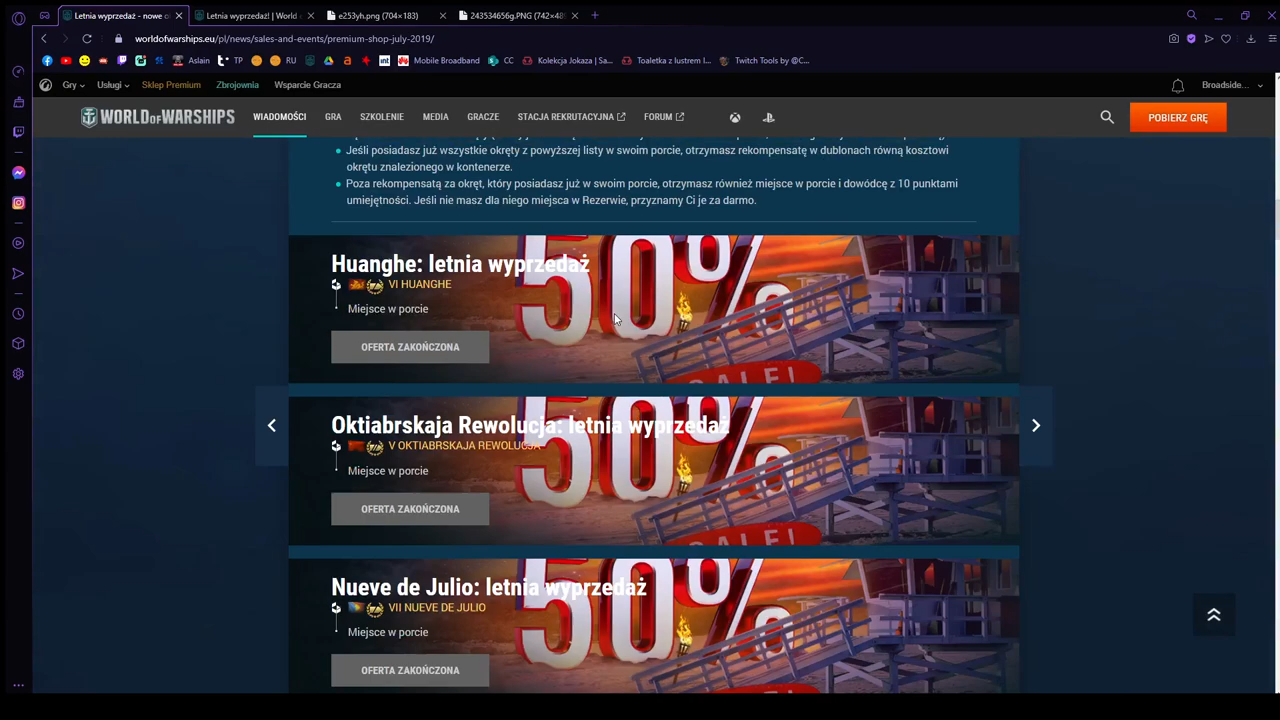 Letnia wyprzedaż - nowe o
Letnia wyprzedaż! | World o
e253yh.png (704×183)
243534656g.PNG (742×48
worldofwarships.eu/pl/news/sales-and-events/premium-shop-july-2019/
Aslain
TP
RU
Mobile Broadband
CC
Kolekcja Jokaza | Sa...
Toaletka z lustrem I...
Twitch Tools by @C...
Gry
Usługi
Sklep Premium
Zbrojownia
Wsparcie Gracza
Broadside...
WORLD OF WARSHIPS
WIADOMOŚCI
GRA
SZKOLENIE
MEDIA
GRACZE
STACJA REKRUTACYJNA
FORUM
POBIERZ GRĘ
Jeśli posiadasz już wszystkie okręty z powyższej listy w swoim porcie, otrzymasz rekompensatę w dublonach równą kosztowi
okrętu znalezionego w kontenerze.
Poza rekompensatą za okręt, który posiadasz już w swoim porcie, otrzymasz również miejsce w porcie i dowódcę z 10 punktami
umiejętności. Jeśli nie masz dla niego miejsca w Rezerwie, przyznamy Ci je za darmo.
50%
Huanghe: letnia wyprzedaż
VI HUANGHE
Miejsce w porcie
OFERTA ZAKOŃCZONA
SALE!
50%
Oktiabrskaja Rewolucja: letnia wyprzedaż
V OKTIABRSKAJA REWOLUCJA
Miejsce w porcie
OFERTA ZAKOŃCZONA
50%
Nueve de Julio: letnia wyprzedaż
VII NUEVE DE JULIO
Miejsce w porcie
OFERTA ZAKOŃCZONA